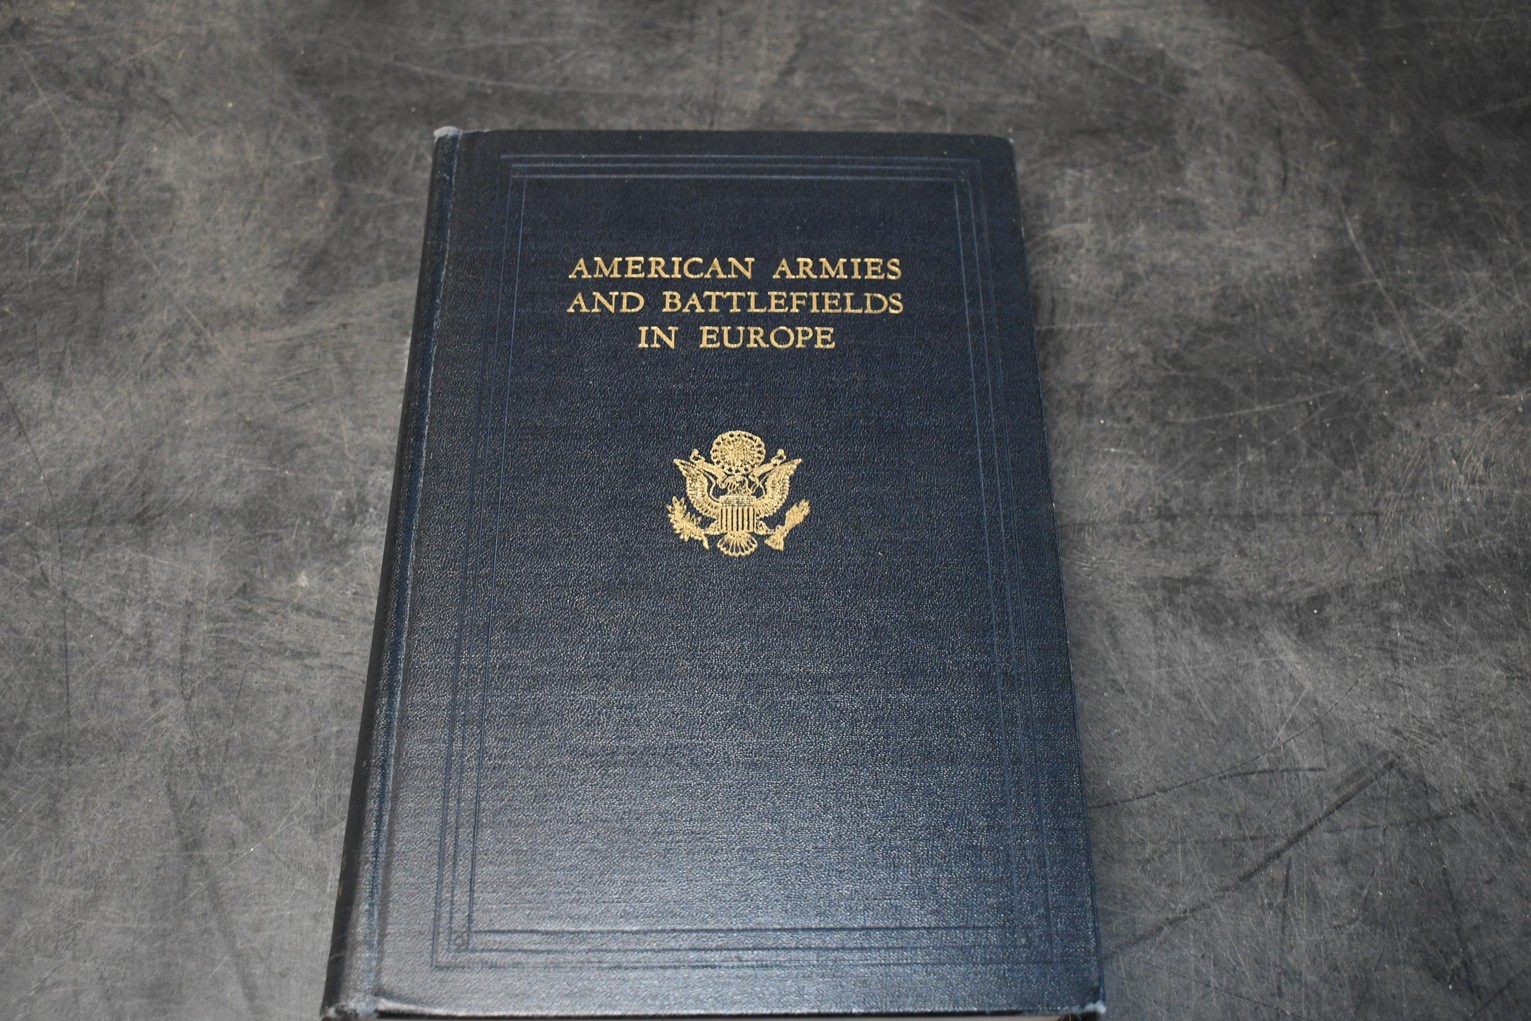 AMERICAN ARMIES
AND BATTLEFIELDS
IN EUROPE